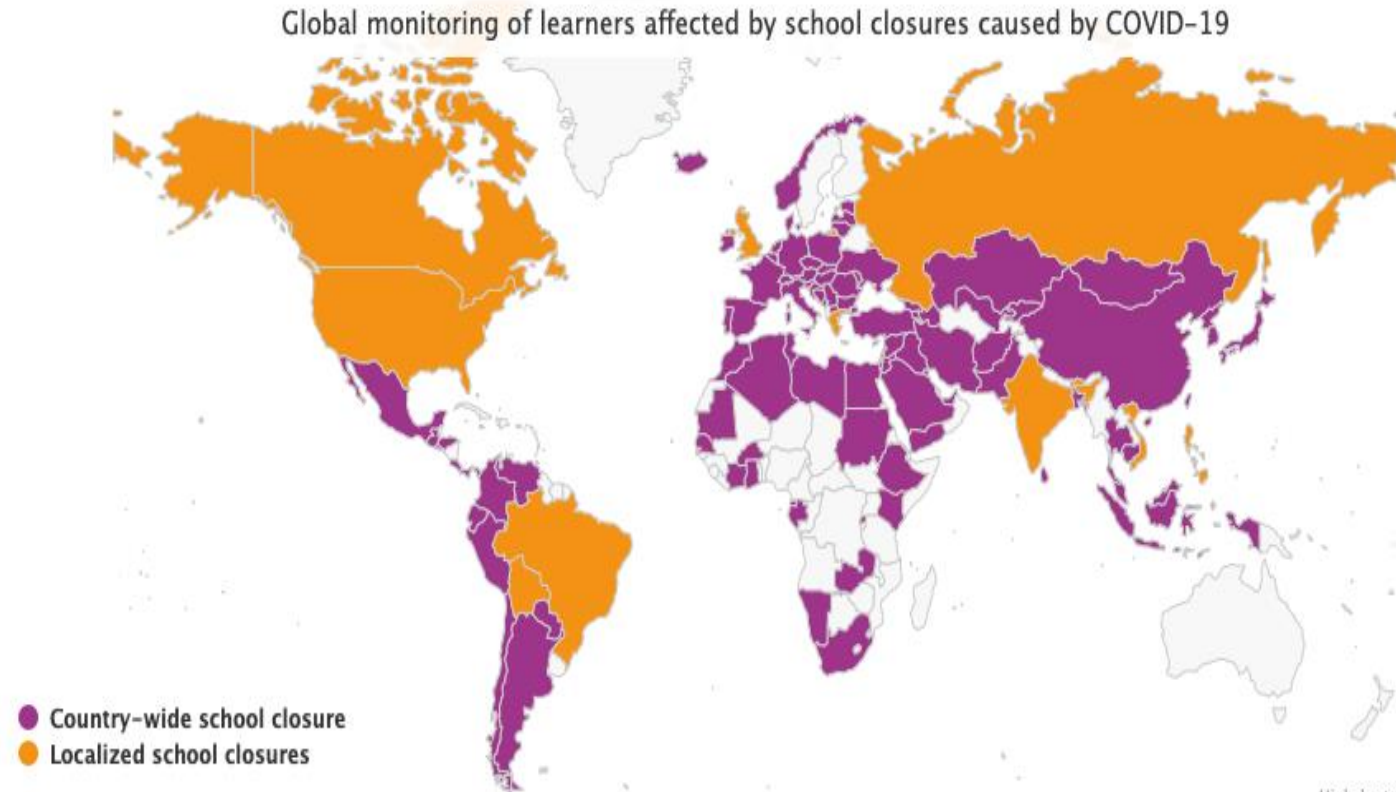 Global monitoring of learners affected by school closures caused by COVID-19
Country-wide school closure
Localized school closures